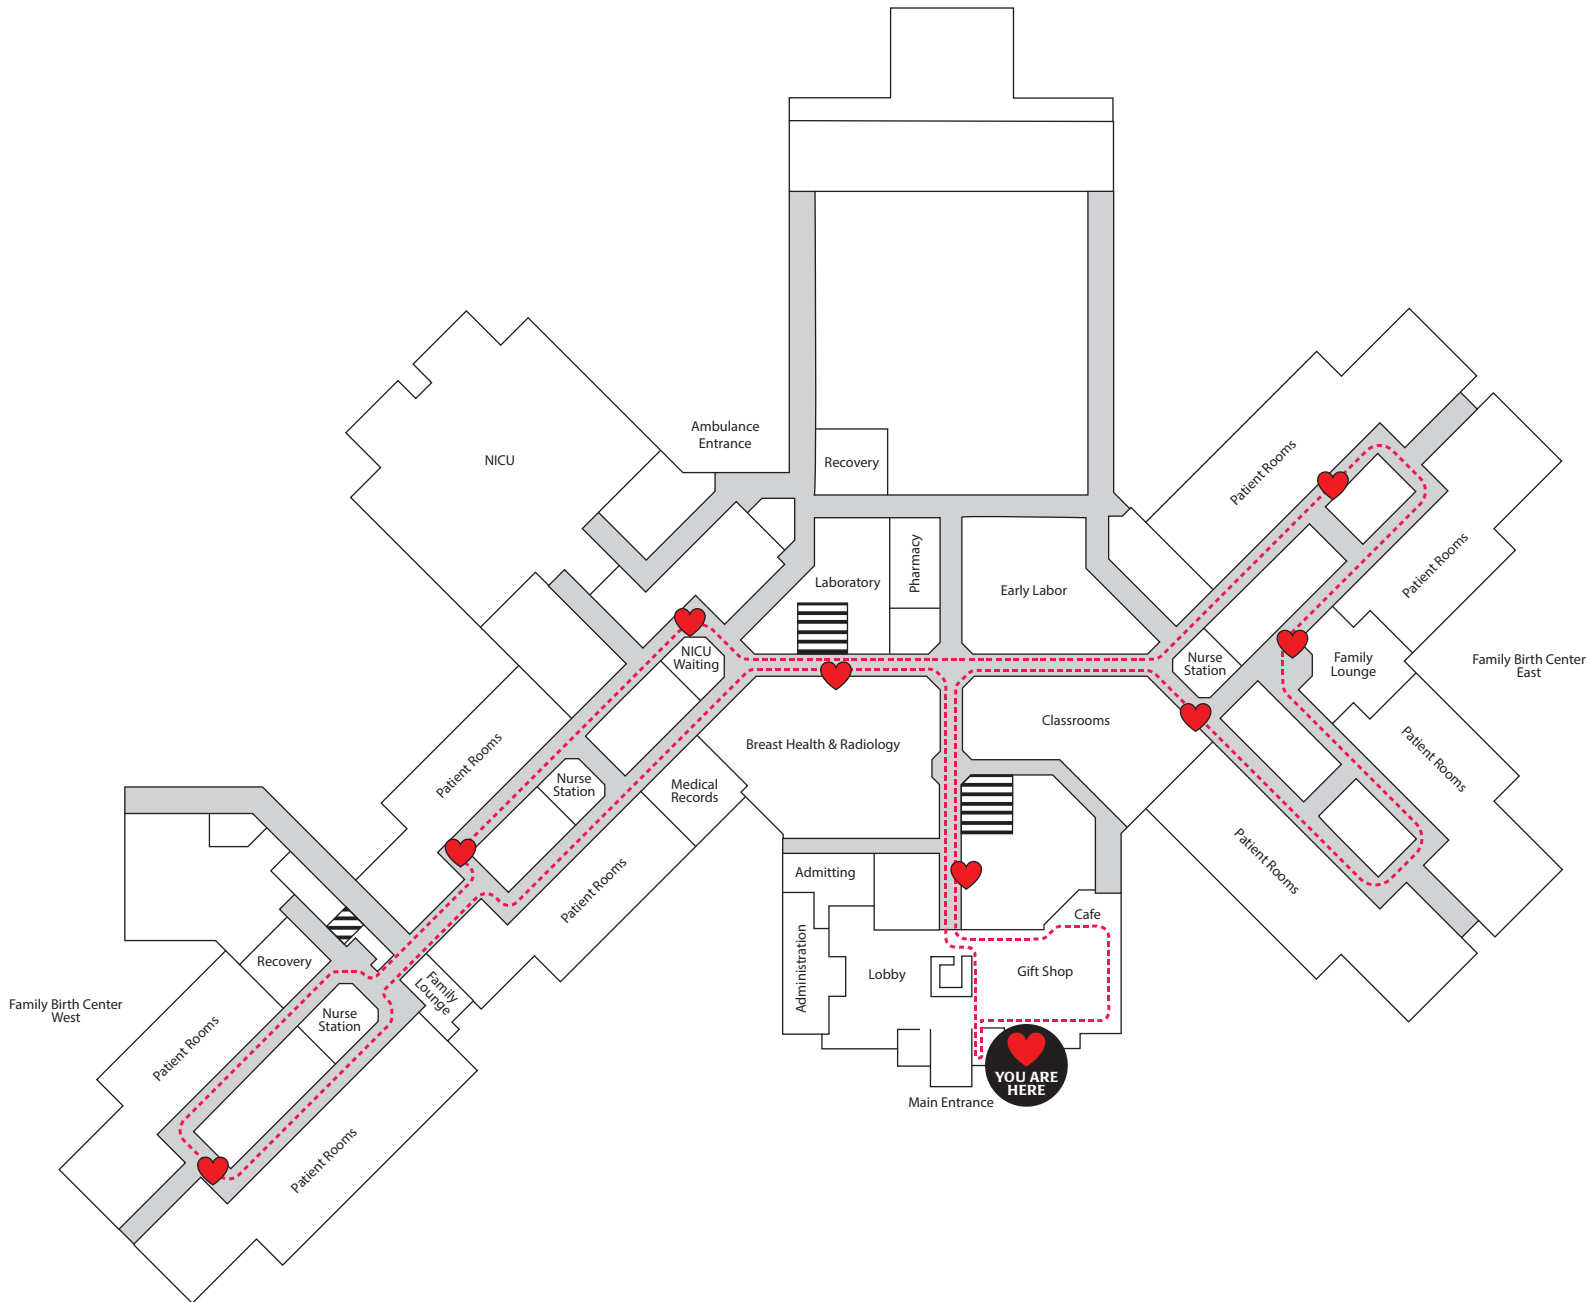 Ambulance
Entrance
NICU
Recovery
Patient Rooms
Patient Rooms
Laboratory
Pharmacy
Early Labor
NICU
Waiting
Nurse
Station
Family
Lounge
Family Birth Center
East
Classrooms
Breast Health & Radiology
Patient Rooms
Patient Rooms
Nurse
Station
Medical
Records
Patient Rooms
Patient Rooms
Admitting
Cafe
Administration
Lobby
Gift Shop
Recovery
Family
Lounge
Family Birth Center
West
Nurse
Station
Patient Rooms
Patient Rooms
YOU ARE
HERE
Main Entrance